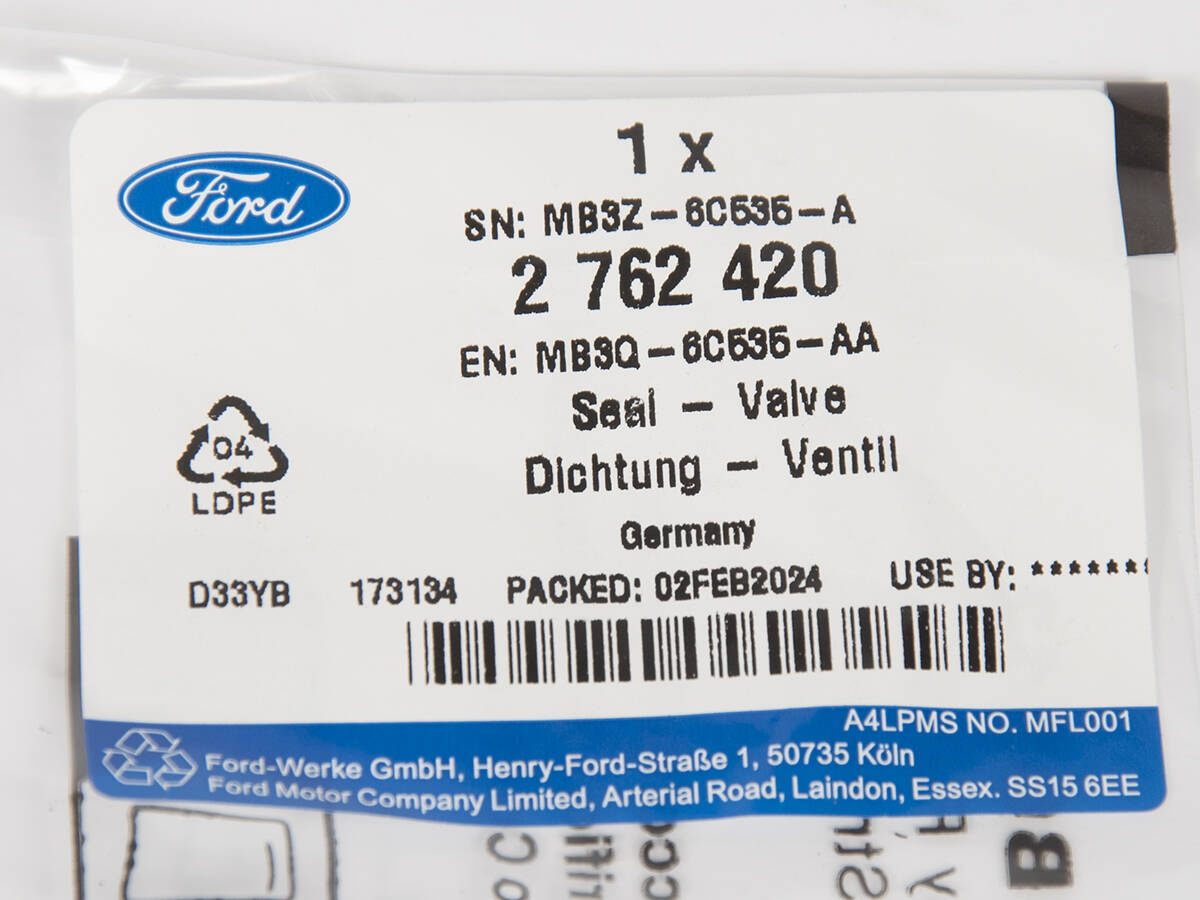 Ford
1 x
SN: MB3Z-6C535-A
2 762 420
EN: MB3Q-6C535-AA
Seal - Valve
Dichtung - Ventil
04
LDPE
Germany
D33YB 173134 PACKED: 02FEB2024 USE BY: *******
A4LPMS NO. MFL001
Ford-Werke GmbH, Henry-Ford-Straße 1, 50735 Köln
Ford Motor Company Limited, Arterial Road, Laindon, Essex. SS15 6EE